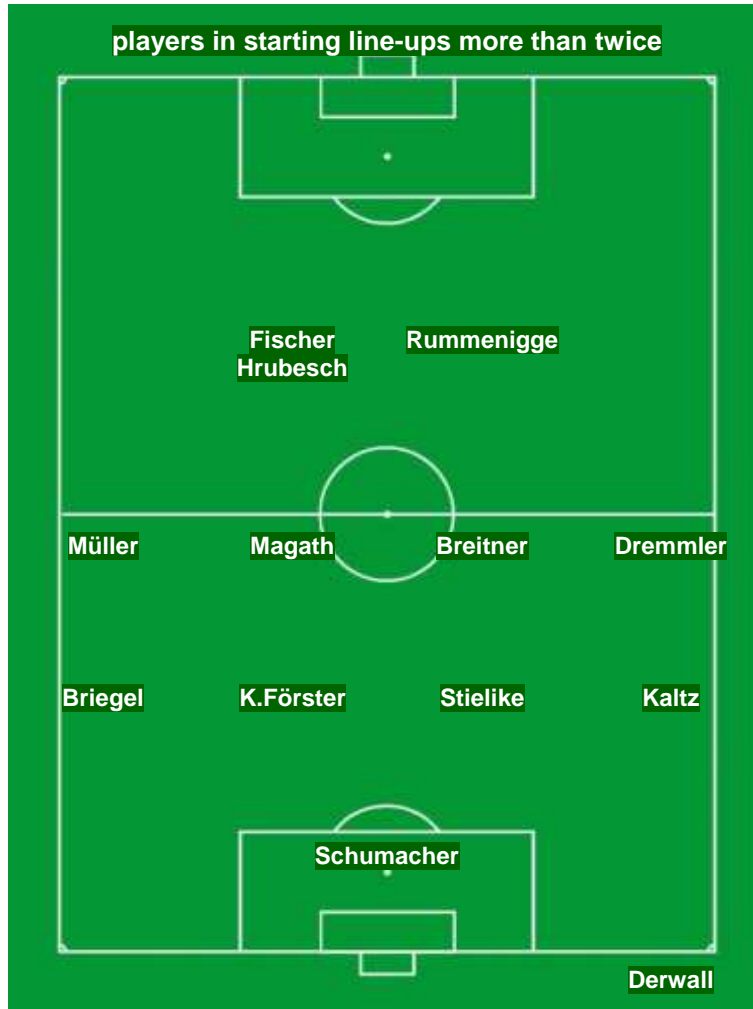 players in starting line-ups more than twice
Fischer Rummenigge
Hrubesch
Müller Magath Breitner Dremmler
Briegel K.Förster Stielike Kaltz
Schumacher
Derwall